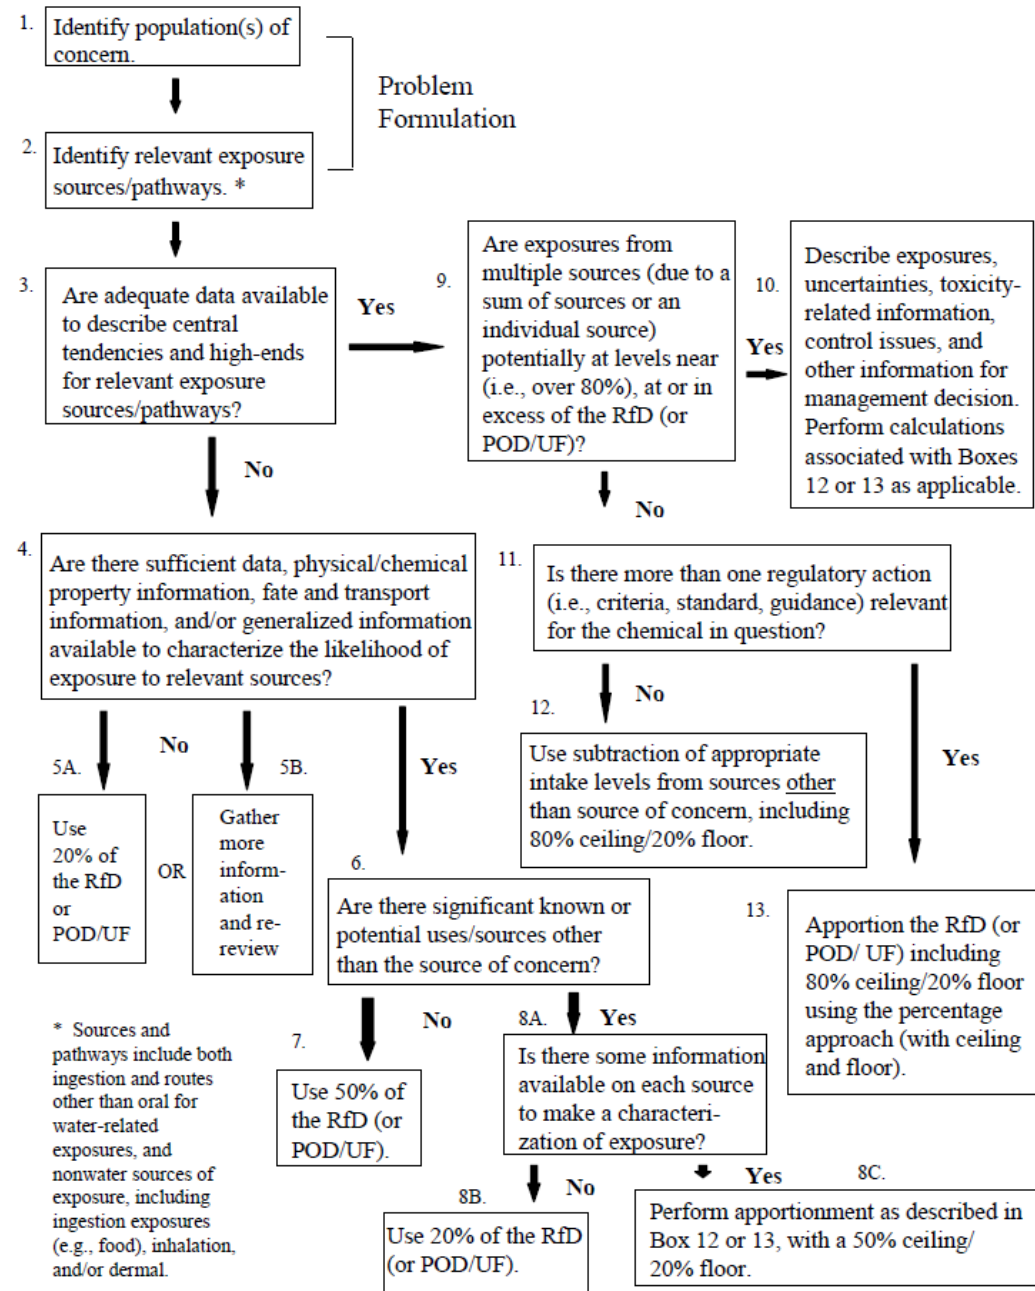 1.
Identify population(s) of
concern.
Problem
Formulation
2.
Identify relevant exposure
sources/pathways. *
3.
Are adequate data available
to describe central
tendencies and high-ends
for relevant exposure
sources/pathways?
Yes
No
9.
Are exposures from
multiple sources (due to a
sum of sources or an
individual source)
potentially at levels near
(i.e., over 80%), at or in
excess of the RfD (or
POD/UF)?
Yes
No
10.
Describe exposures,
uncertainties, toxicity-
related information,
control issues, and
other information for
management decision.
Perform calculations
associated with Boxes
12 or 13 as applicable.
4.
Are there sufficient data, physical/chemical
property information, fate and transport
information, and/or generalized information
available to characterize the likelihood of
exposure to relevant sources?
No
Yes
11.
Is there more than one regulatory action
(i.e., criteria, standard, guidance) relevant
for the chemical in question?
No
Yes
5A.
Use
20% of
the RfD
or
POD/UF
OR
5B.
Gather
more
inform-
ation
and re-
review
12.
Use subtraction of appropriate
intake levels from sources other
than source of concern, including
80% ceiling/20% floor.
6.
Are there significant known or
potential uses/sources other
than the source of concern?
No
Yes
13.
Apportion the RfD (or
POD/ UF) including
80% ceiling/20% floor
using the percentage
approach (with ceiling
and floor).
7.
Use 50% of
the RfD (or
POD/UF).
8A.
Is there some information
available on each source
to make a characteri-
zation of exposure?
No
Yes
8B.
Use 20% of the RfD
(or POD/UF).
8C.
Perform apportionment as described in
Box 12 or 13, with a 50% ceiling/
20% floor.
* Sources and
pathways include both
ingestion and routes
other than oral for
water-related
exposures, and
nonwater sources of
exposure, including
ingestion exposures
(e.g., food), inhalation,
and/or dermal.